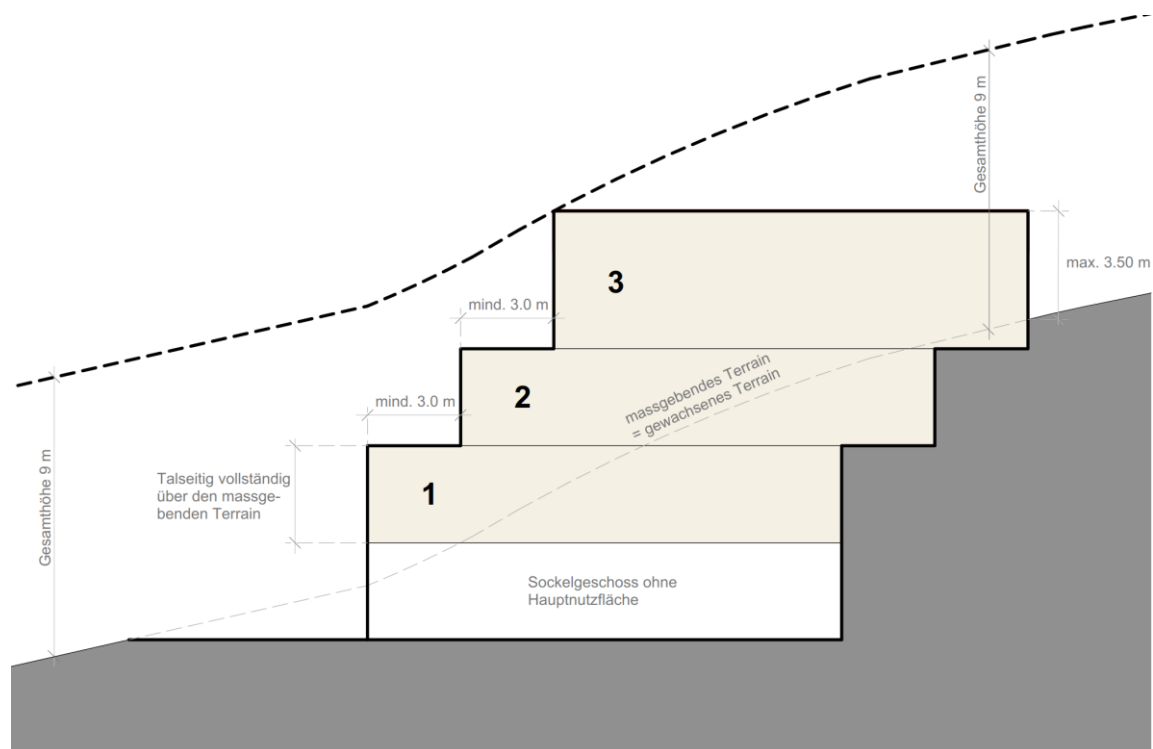 Gesamthöhe 9 m
max. 3.50 m
3
mind. 3.0 m
massgebendes Terrain
= gewachsenes Terrain
2
mind. 3.0 m
Talseitig vollständig
über den massge-
benden Terrain
1
Gesamthöhe 9 m
Sockelgeschoss ohne
Hauptnutzfläche